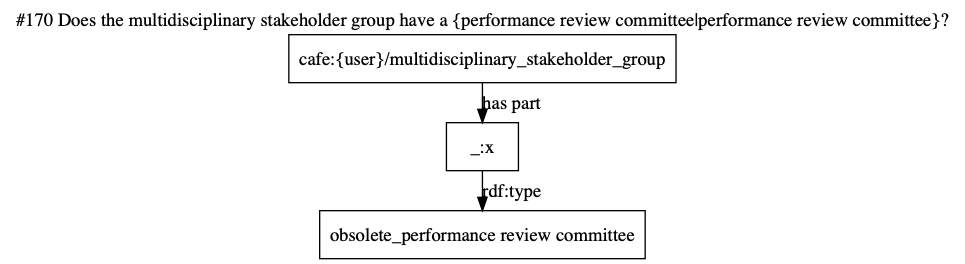 #170 Does the multidisciplinary stakeholder group have a {performance review committee|performance review committee}?
cafe:{user}/multidisciplinary_stakeholder_group
has part
_:x
rdf:type
obsolete_performance review committee